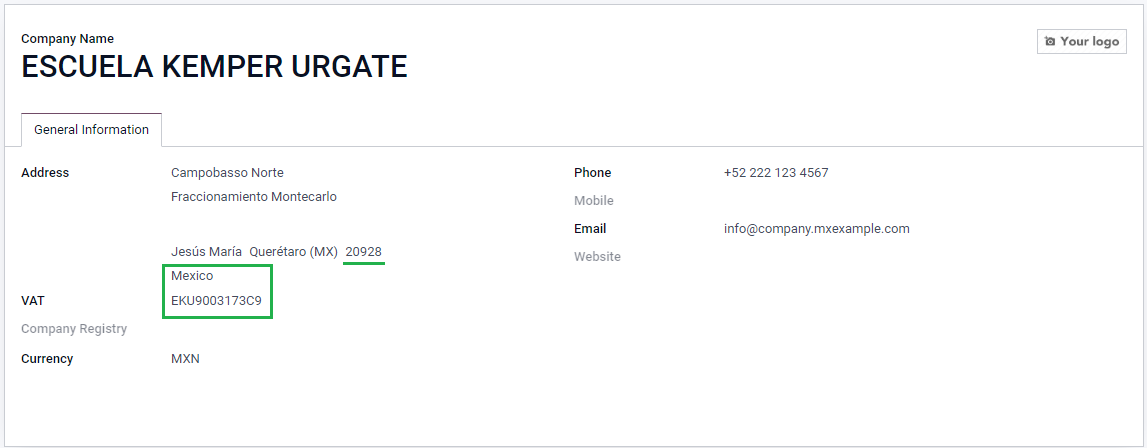 Company Name
Your logo
ESCUELA KEMPER URGATE
General Information
Address
Campobasso Norte
Fraccionamiento Montecarlo
Jesús María Querétaro (MX) 20928
Mexico
VAT
EKU9003173C9
Company Registry
Currency
MXN
Phone
+52 222 123 4567
Mobile
Email
info@company.mxexample.com
Website